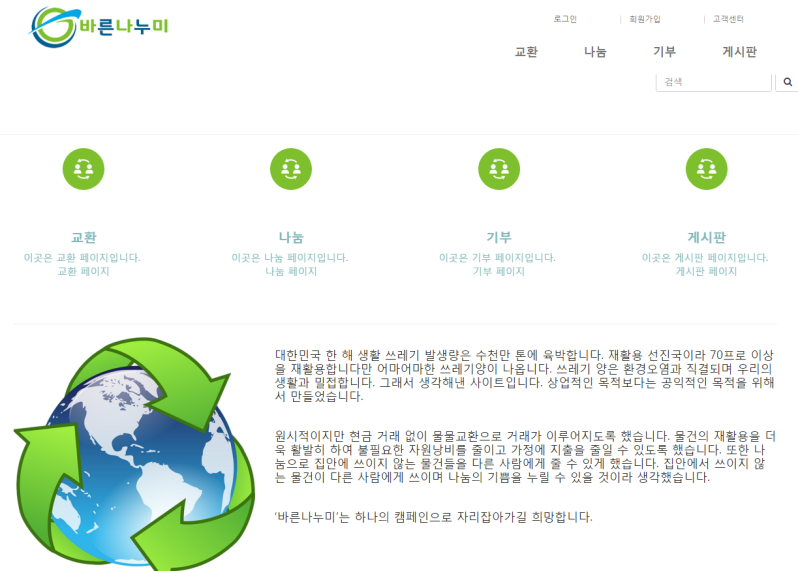 바른나누미
로그인 회원가입 고객센터
교환 나눔 기부 게시판
검색
교환 나눔 기부 게시판
이곳은 교환 페이지입니다. 이곳은 나눔 페이지입니다. 이곳은 기부 페이지입니다. 이곳은 게시판 페이지입니다.
교환 페이지 나눔 페이지 기부 페이지 게시판 페이지
대한민국 한 해 생활 쓰레기 발생량은 수천만 톤에 육박합니다. 재활용 선진국이라 70프로 이상
을 재활용합니다만 어마어마한 쓰레기양이 나옵니다. 쓰레기 양은 환경오염과 직결되며 우리의
생활과 밀접합니다. 그래서 생각해낸 사이트입니다. 상업적인 목적보다는 공익적인 목적을 위해
서 만들었습니다.
원시적이지만 현금 거래 없이 물물교환으로 거래가 이루어지도록 했습니다. 물건의 재활용을 더
욱 활발히 하여 불필요한 자원낭비를 줄이고 가정에 지출을 줄일 수 있도록 했습니다. 또한 나
눔으로 집안에 쓰이지 않는 물건들을 다른 사람에게 줄 수 있게 했습니다. 집안에서 쓰이지 않
는 물건이 다른 사람에게 쓰이며 나눔의 기쁨을 누릴 수 있을 것이라 생각했습니다.
'바른나누미'는 하나의 캠페인으로 자리잡아가길 희망합니다.